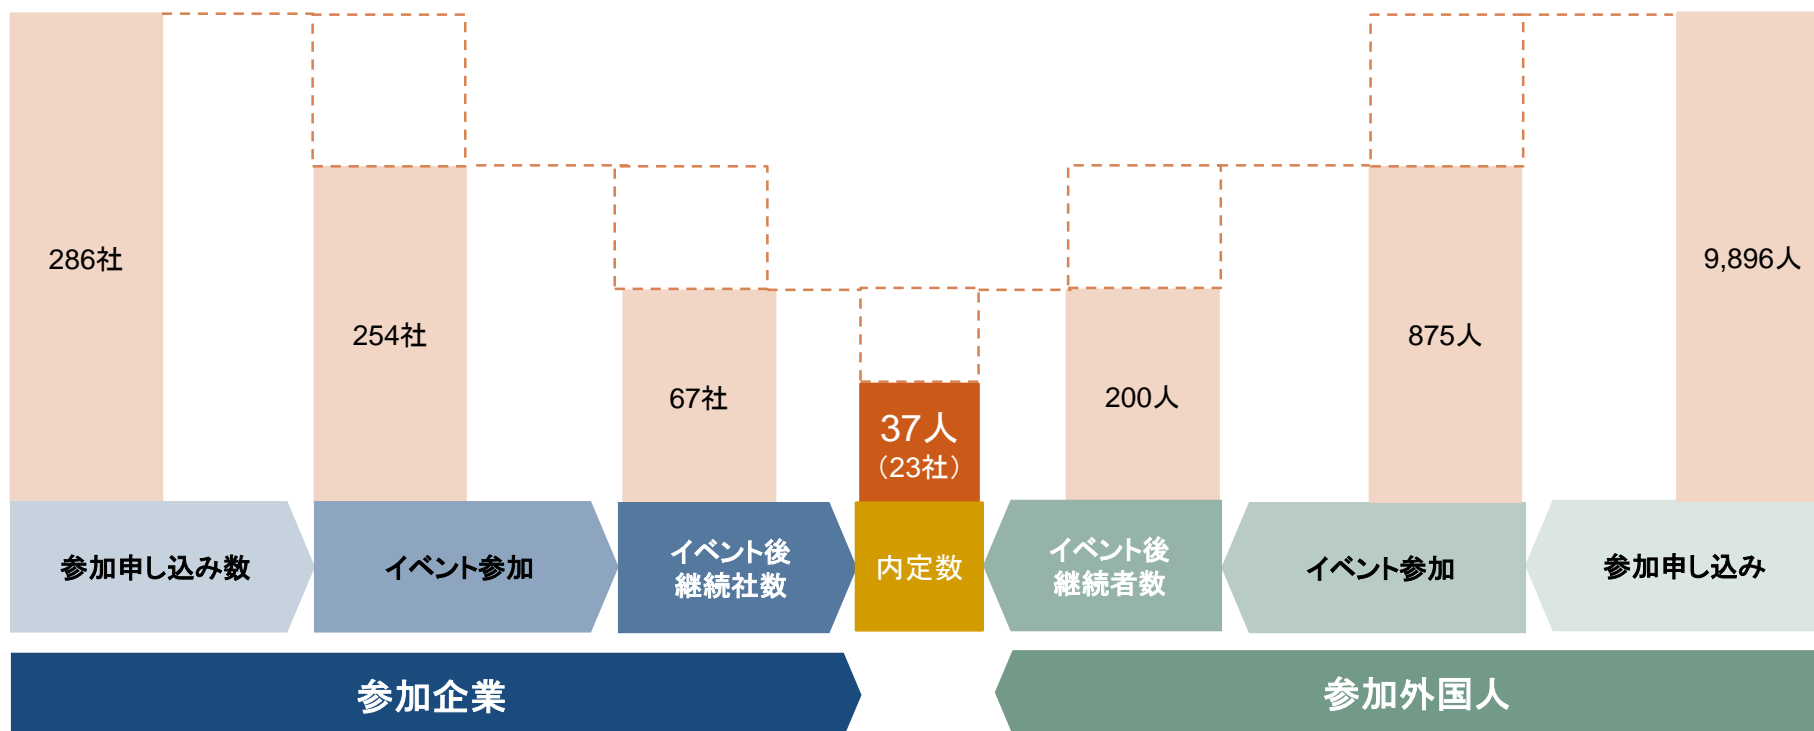 286社
254社
67社
37人
（23社）
200人
875人
9,896人
参加申し込み数
イベント参加
イベント後
継続社数
内定数
イベント後
継続者数
イベント参加
参加申し込み
参加企業
参加外国人